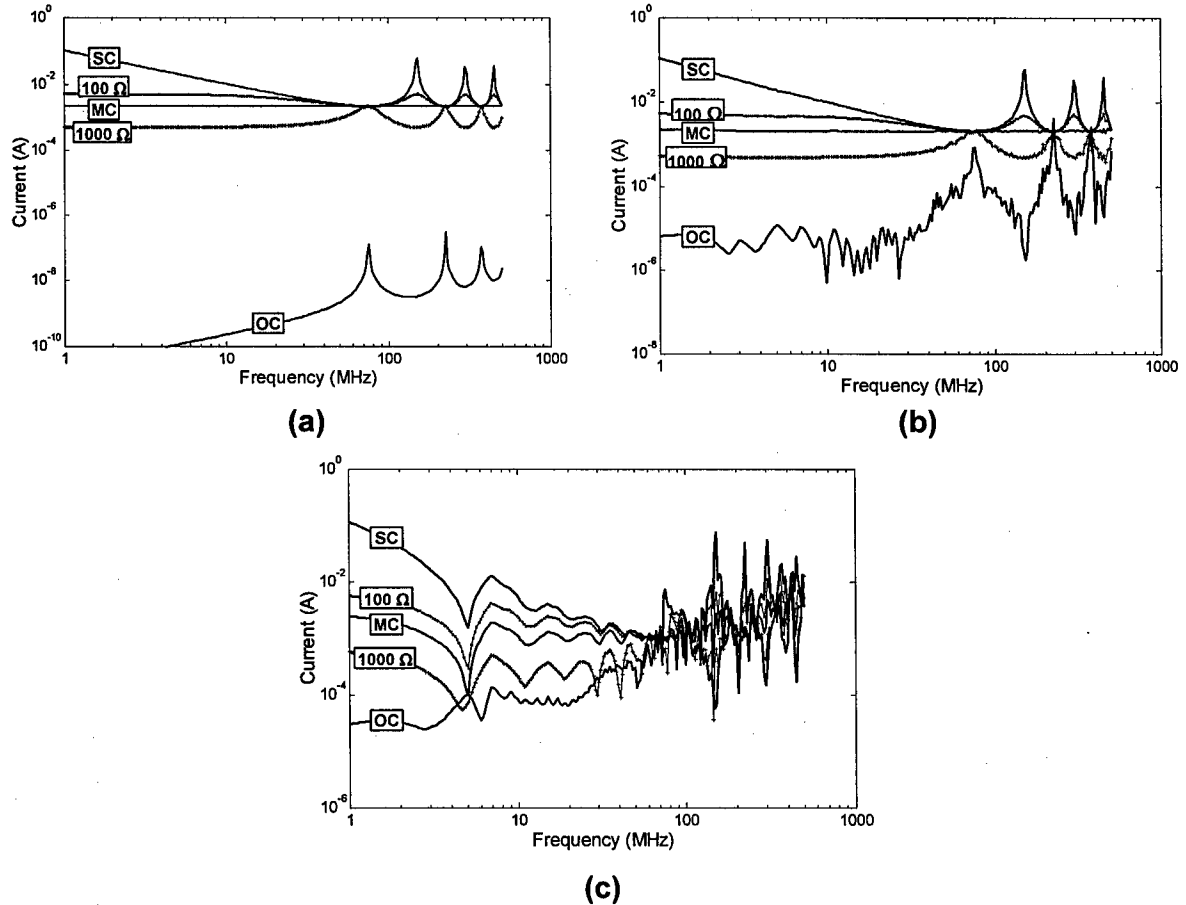 10^0
10^-2
10^-4
10^-6
10^-8
10^-10
Current (A)
SC
100 Ω
MC
1000 Ω
OC
1
10
100
1000
Frequency (MHz)
(a)
10^0
10^-2
10^-4
10^-6
10^-8
Current (A)
SC
100 Ω
MC
1000 Ω
OC
1
10
100
1000
Frequency (MHz)
(b)
10^0
10^-2
10^-4
10^-6
Current (A)
SC
100 Ω
MC
1000 Ω
OC
1
10
100
1000
Frequency (MHz)
(c)